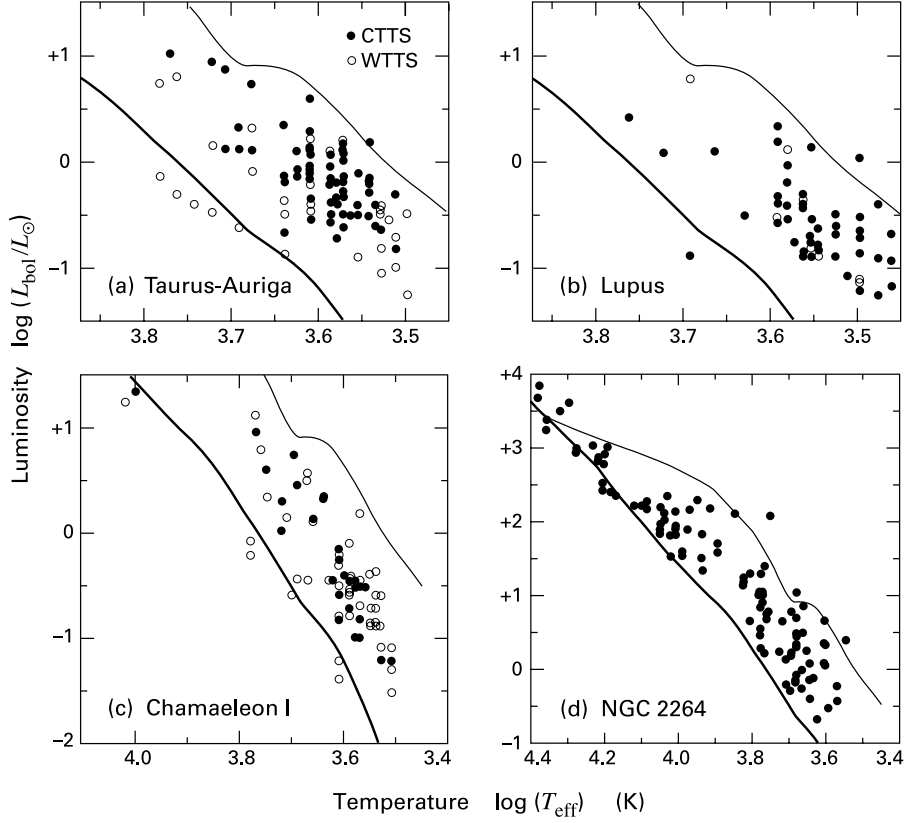 +1
0
−1
● CTTS
○ WTTS
(a) Taurus-Auriga
3.8 3.7 3.6 3.5
+1
0
−1
(b) Lupus
3.8 3.7 3.6 3.5
Luminosity log (L_bol/L_⊙)
+1
0
−1
−2
(c) Chamaeleon I
4.0 3.8 3.6 3.4
+4
+3
+2
+1
0
−1
(d) NGC 2264
4.4 4.2 4.0 3.8 3.6 3.4
Temperature log (T_eff) (K)